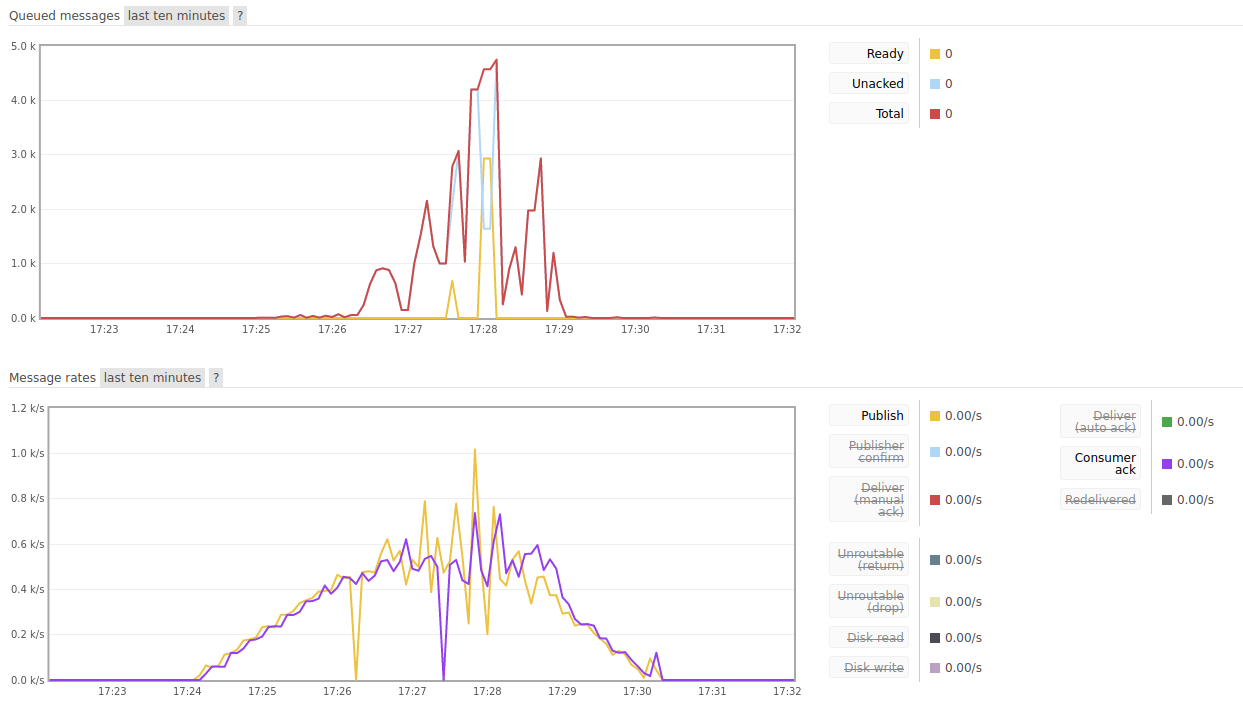 Queued messages last ten minutes ?
5.0 k
4.0 k
3.0 k
2.0 k
1.0 k
0.0 k
17:23 17:24 17:25 17:26 17:27 17:28 17:29 17:30 17:31 17:32
Ready 0
Unacked 0
Total 0
Message rates last ten minutes ?
1.2 k/s
1.0 k/s
0.8 k/s
0.6 k/s
0.4 k/s
0.2 k/s
0.0 k/s
17:23 17:24 17:25 17:26 17:27 17:28 17:29 17:30 17:31 17:32
Publish 0.00/s
Publisher
confirm 0.00/s
Deliver
(manual
ack) 0.00/s
Deliver
(auto ack) 0.00/s
Consumer
ack 0.00/s
Redelivered 0.00/s
Unroutable
(return) 0.00/s
Unroutable
(drop) 0.00/s
Disk read 0.00/s
Disk write 0.00/s